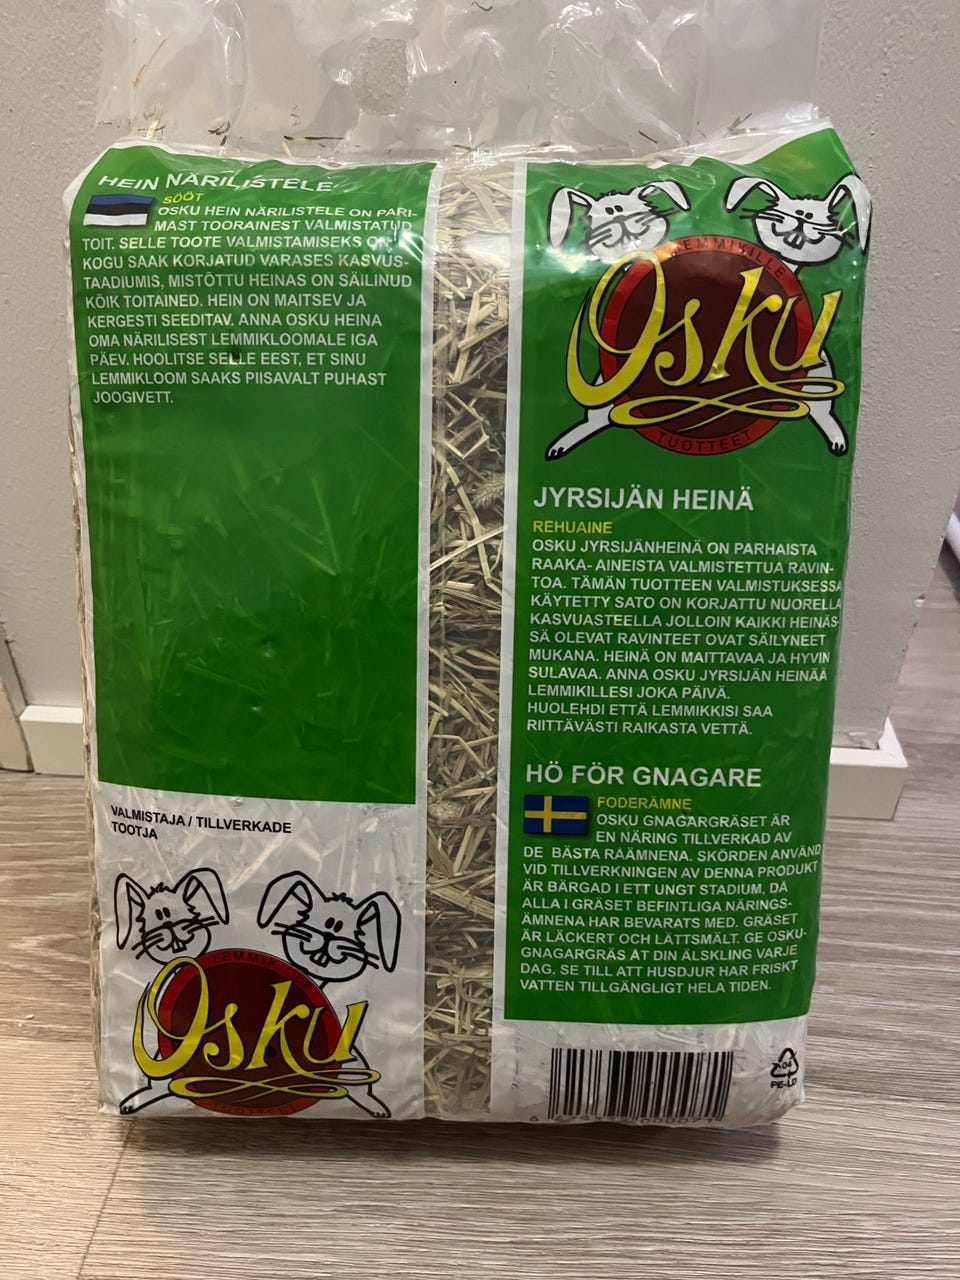 HEIN NÄRILISTELE
SÖÖT
OSKU HEIN NÄRILISTELE ON PARI-
MAST TOORAINEST VALMISTATUD
TOIT. SELLE TOOTE VALMISTAMISEKS ON
KOGU SAAK KORJATUD VARASES KASVUS-
TAADIUMIS, MISTÕTTU HEINAS ON SÄILINUD
KÕIK TOITAINED. HEIN ON MAITSEV JA
KERGESTI SEEDITAV. ANNA OSKU HEINA
OMA NÄRILISEST LEMMIKLOOMALE IGA
PÄEV. HOOLITSE SELLE EEST, ET SINU
LEMMIKLOOM SAAKS PIISAVALT PUHAST
JOOGIVETT.
VALMISTAJA / TILLVERKADE
TOOTJA
LEMMIKILLE
Osku
TUOTTEET
LEMMIKILLE
Osku
TUOTTEET
JYRSIJÄN HEINÄ
REHUAINE
OSKU JYRSIJÄNHEINÄ ON PARHAISTA
RAAKA- AINEISTA VALMISTETTUA RAVIN-
TOA. TÄMÄN TUOTTEEN VALMISTUKSESSA
KÄYTETTY SATO ON KORJATTU NUORELLA
KASVUASTEELLA JOLLOIN KAIKKI HEINÄS-
SÄ OLEVAT RAVINTEET OVAT SÄILYNEET
MUKANA. HEINÄ ON MAITTAVAA JA HYVIN
SULAVAA. ANNA OSKU JYRSIJÄN HEINÄÄ
LEMMIKILLESI JOKA PÄIVÄ.
HUOLEHDI ETTÄ LEMMIKKISI SAA
RIITTÄVÄSTI RAIKASTA VETTÄ.
HÖ FÖR GNAGARE
FODERÄMNE
OSKU GNAGARGRÄSET ÄR
EN NÄRING TILLVERKAD AV
DE BÄSTA RÄÄMNENA. SKÖRDEN ANVÄND
VID TILLVERKNINGEN AV DENNA PRODUKT
ÄR BÄRGAD I ETT UNGT STADIUM, DÅ
ALLA I GRÄSET BEFINTLIGA NÄRINGS-
ÄMNENA HAR BEVARATS MED. GRÄSET
ÄR LÄCKERT OCH LÄTTSMÄLT. GE OSKU-
GNAGARGRÄS ÅT DIN ÄLSKLING VARJE
DAG. SE TILL ATT HUSDJUR HAR FRISKT
VATTEN TILLGÄNGLIGT HELA TIDEN.
04
PE-LD